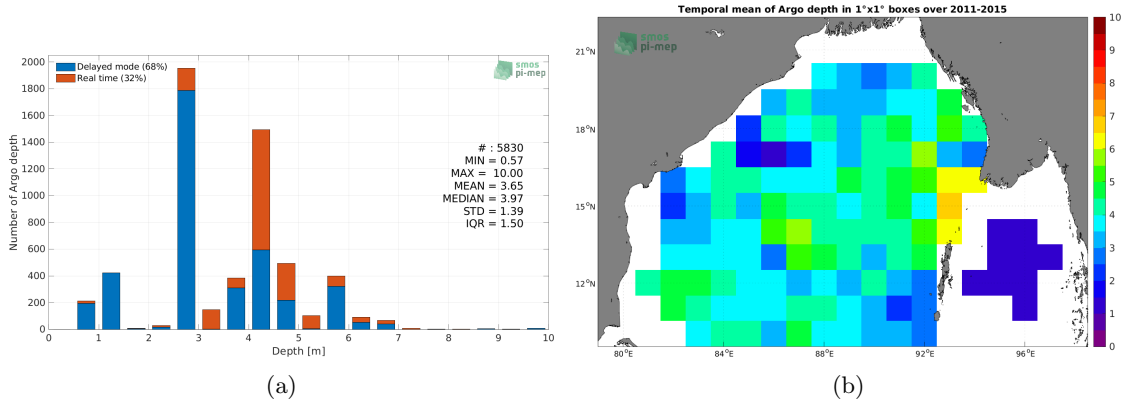 2000
1800
1600
1400
1200
1000
800
600
400
200
0
Number of Argo depth
Delayed mode (68%)
Real time (32%)
smos
pi-mep
# : 5830
MIN = 0.57
MAX = 10.00
MEAN = 3.65
MEDIAN = 3.97
STD = 1.39
IQR = 1.50
0 1 2 3 4 5 6 7 8 9 10
Depth [m]
(a)
Temporal mean of Argo depth in 1°x1° boxes over 2011-2015
smos
pi-mep
21°N
18°N
15°N
12°N
80°E 84°E 88°E 92°E 96°E
10
9
8
7
6
5
4
3
2
1
0
(b)